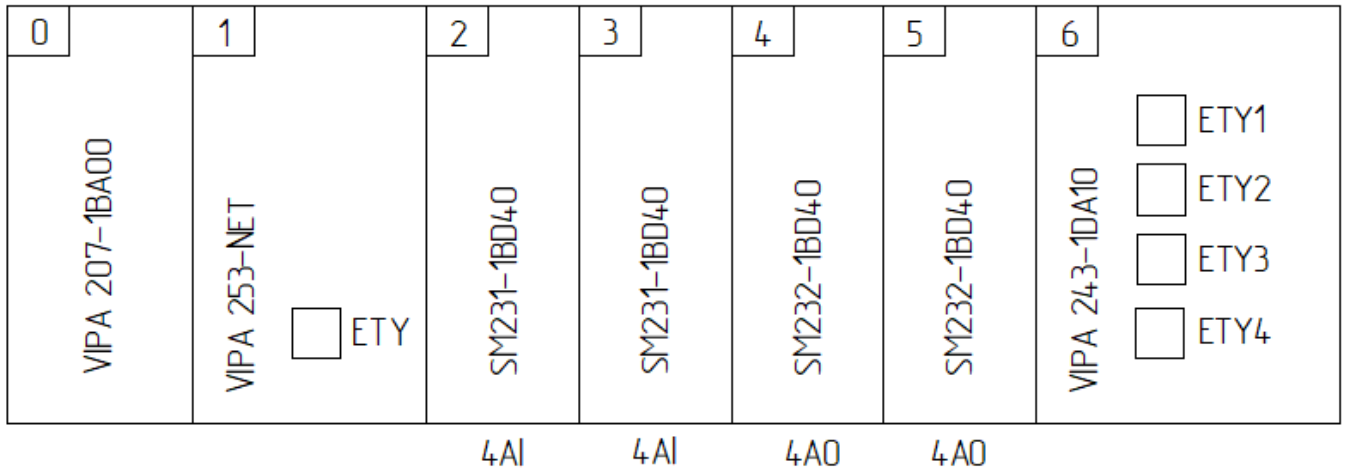 0
VIPA 207-1BA00
1
VIPA 253-NET
ETY
2
SM231-1BD40
4AI
3
SM231-1BD40
4AI
4
SM232-1BD40
4AO
5
SM232-1BD40
4AO
6
VIPA 243-1DA10
ETY1
ETY2
ETY3
ETY4